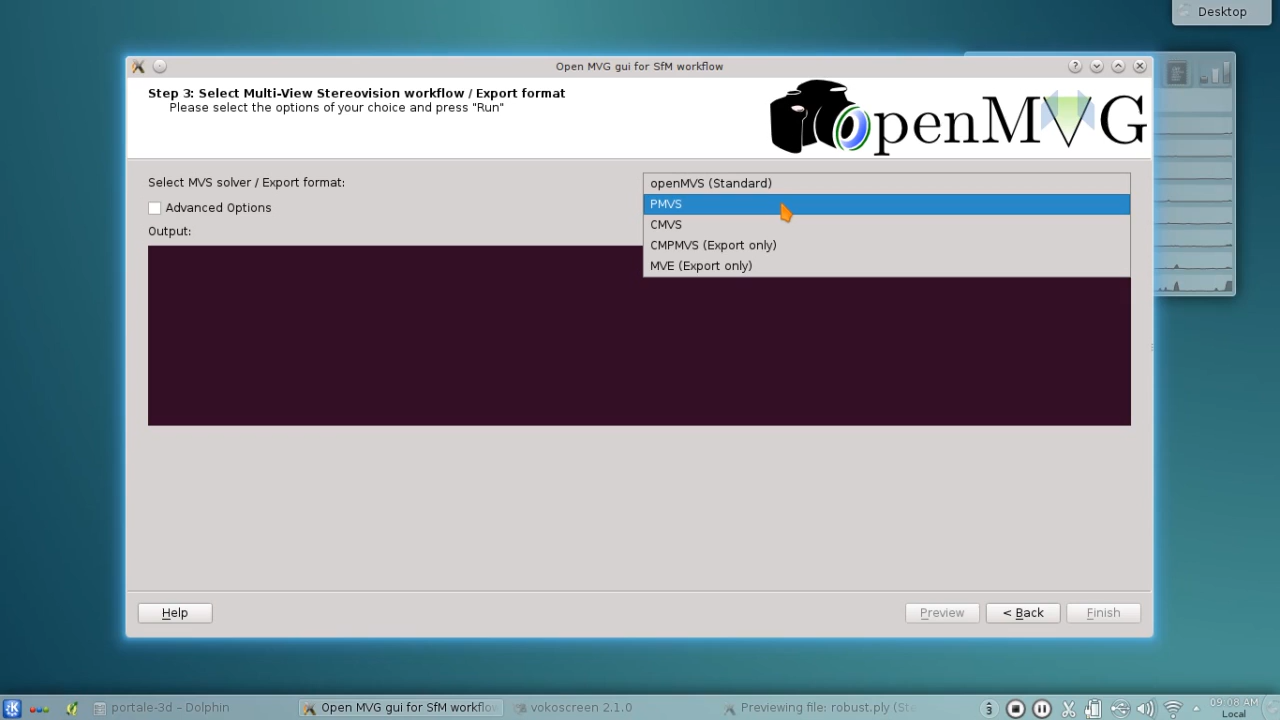 Desktop
Open MVG gui for SfM workflow
Step 3: Select Multi-View Stereovision workflow / Export format
Please select the options of your choice and press "Run"
openMVG
Select MVS solver / Export format:
openMVS (Standard)
PMVS
Advanced Options
CMVS
Output:
CMPMVS (Export only)
MVE (Export only)
Help
Preview
< Back
Finish
portale-3d – Dolphin
Open MVG gui for SfM workflo
vokoscreen 2.1.0
Previewing file: robust.ply (St
3
09:08 AM
Local